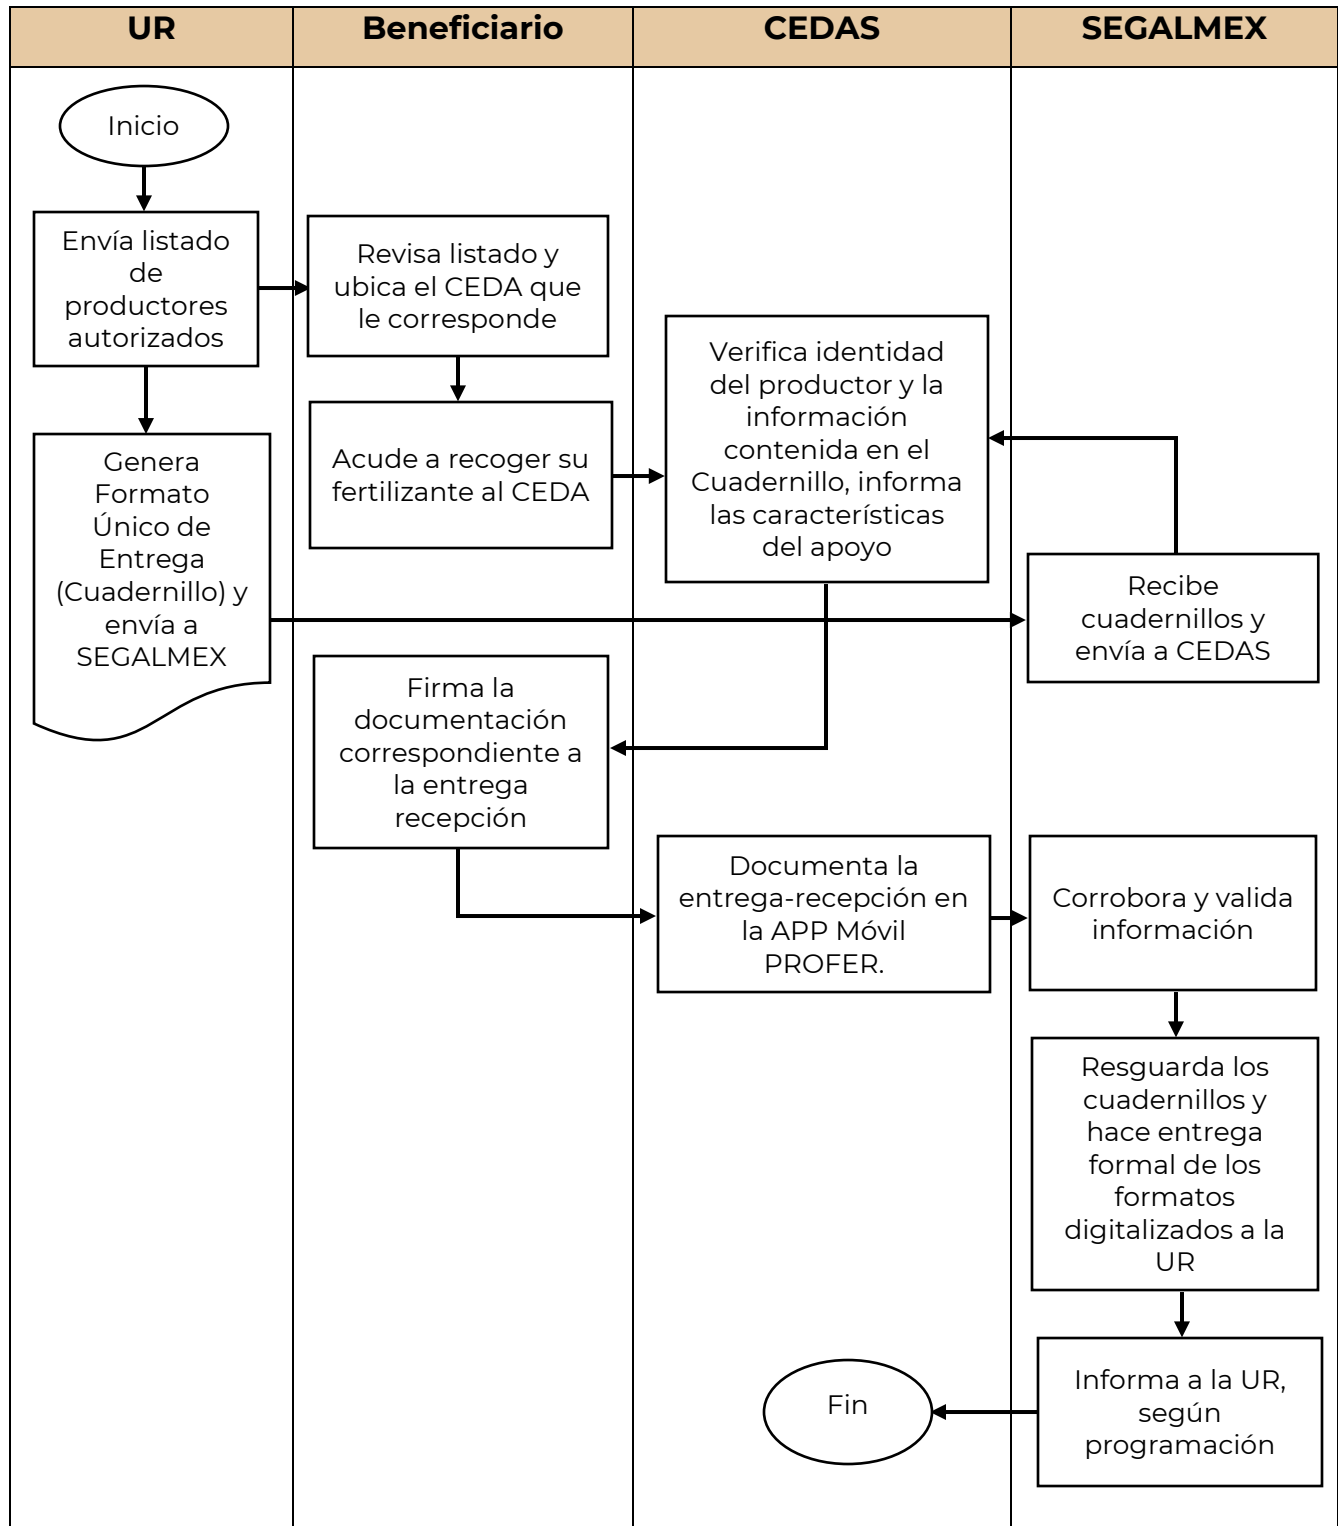 UR
Beneficiario
CEDAS
SEGALMEX
Inicio
Envía listado
de
productores
autorizados
Revisa listado y
ubica el CEDA que
le corresponde
Verifica identidad
del productor y la
información
contenida en el
Cuadernillo, informa
las características
del apoyo
Genera
Formato
Único de
Entrega
(Cuadernillo) y
envía a
SEGALMEX
Acude a recoger su
fertilizante al CEDA
Recibe
cuadernillos y
envía a CEDAS
Firma la
documentación
correspondiente a
la entrega
recepción
Documenta la
entrega-recepción en
la APP Móvil
PROFER.
Corrobora y valida
información
Resguarda los
cuadernillos y
hace entrega
formal de los
formatos
digitalizados a la
UR
Informa a la UR,
según
programación
Fin